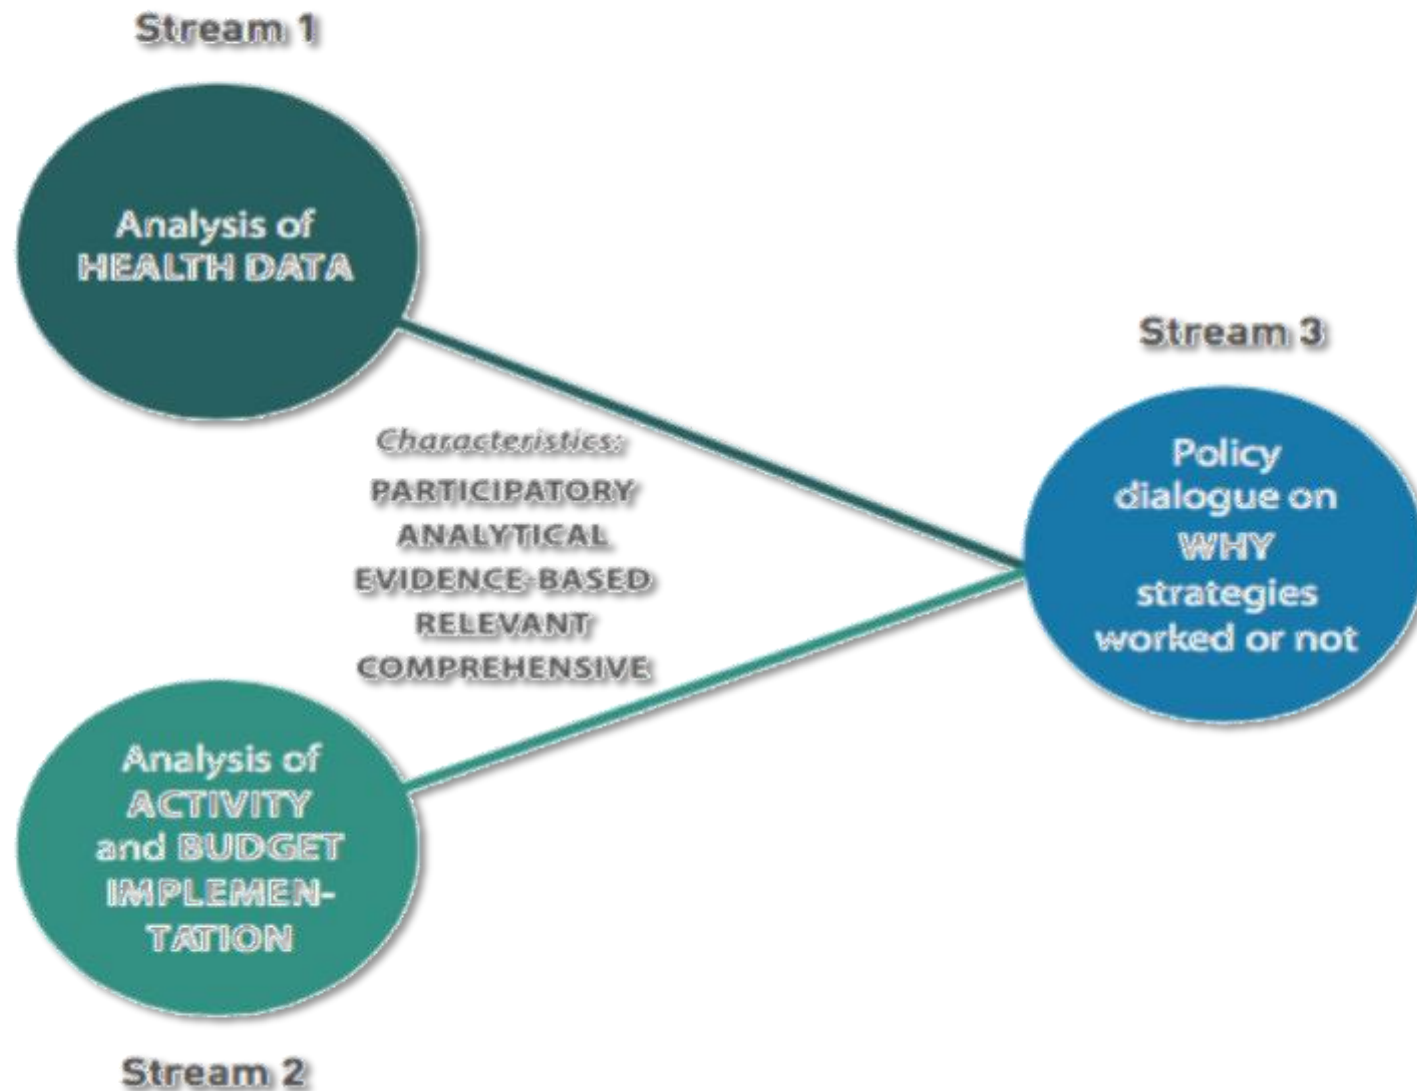 Stream 1
Analysis of
HEALTH DATA
Characteristics:
PARTICIPATORY
ANALYTICAL
EVIDENCE-BASED
RELEVANT
COMPREHENSIVE
Analysis of
ACTIVITY
and BUDGET
IMPLEMEN-
TATION
Stream 2
Stream 3
Policy
dialogue on
WHY
strategies
worked or not